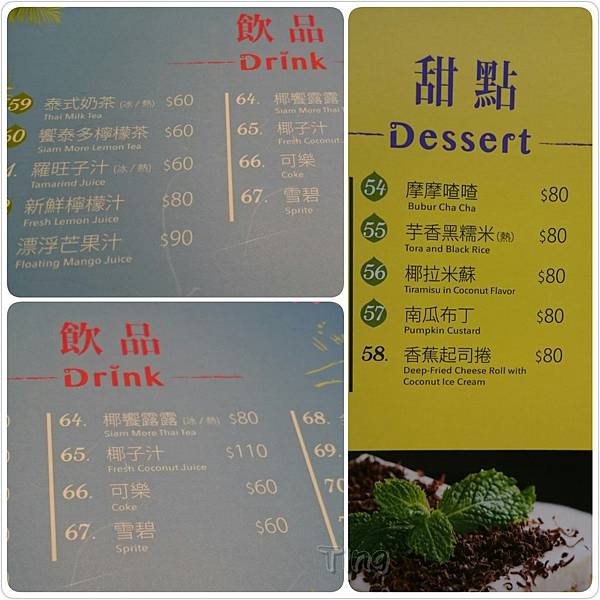 飲品
Drink
59 泰式奶茶 (冰/熱) $60
Thai Milk Tea
60 饗泰多檸檬茶 $60
Siam More Lemon Tea
羅旺子汁 (冰/熱) $60
Tamarind Juice
新鮮檸檬汁 $80
Fresh Lemon Juice
漂浮芒果汁 $90
Floating Mango Juice
64. 椰饗露露
Siam More Thai
65. 椰子汁
Fresh Coconut
66. 可樂
Coke
67. 雪碧
Sprite
飲品
Drink
64. 椰饗露露 (冰/熱) $80
Siam More Thai Tea
65. 椰子汁 $110
Fresh Coconut Juice
66. 可樂 $60
Coke
67. 雪碧 $60
Sprite
68.
69.
甜點
Dessert
54 摩摩喳喳 $80
Bubur Cha Cha
55 芋香黑糯米(熱) $80
Tora and Black Rice
56 椰拉米蘇 $80
Tiramisu in Coconut Flavor
57 南瓜布丁 $80
Pumpkin Custard
58. 香蕉起司捲 $80
Deep-Fried Cheese Roll with
Coconut Ice Cream
Ting